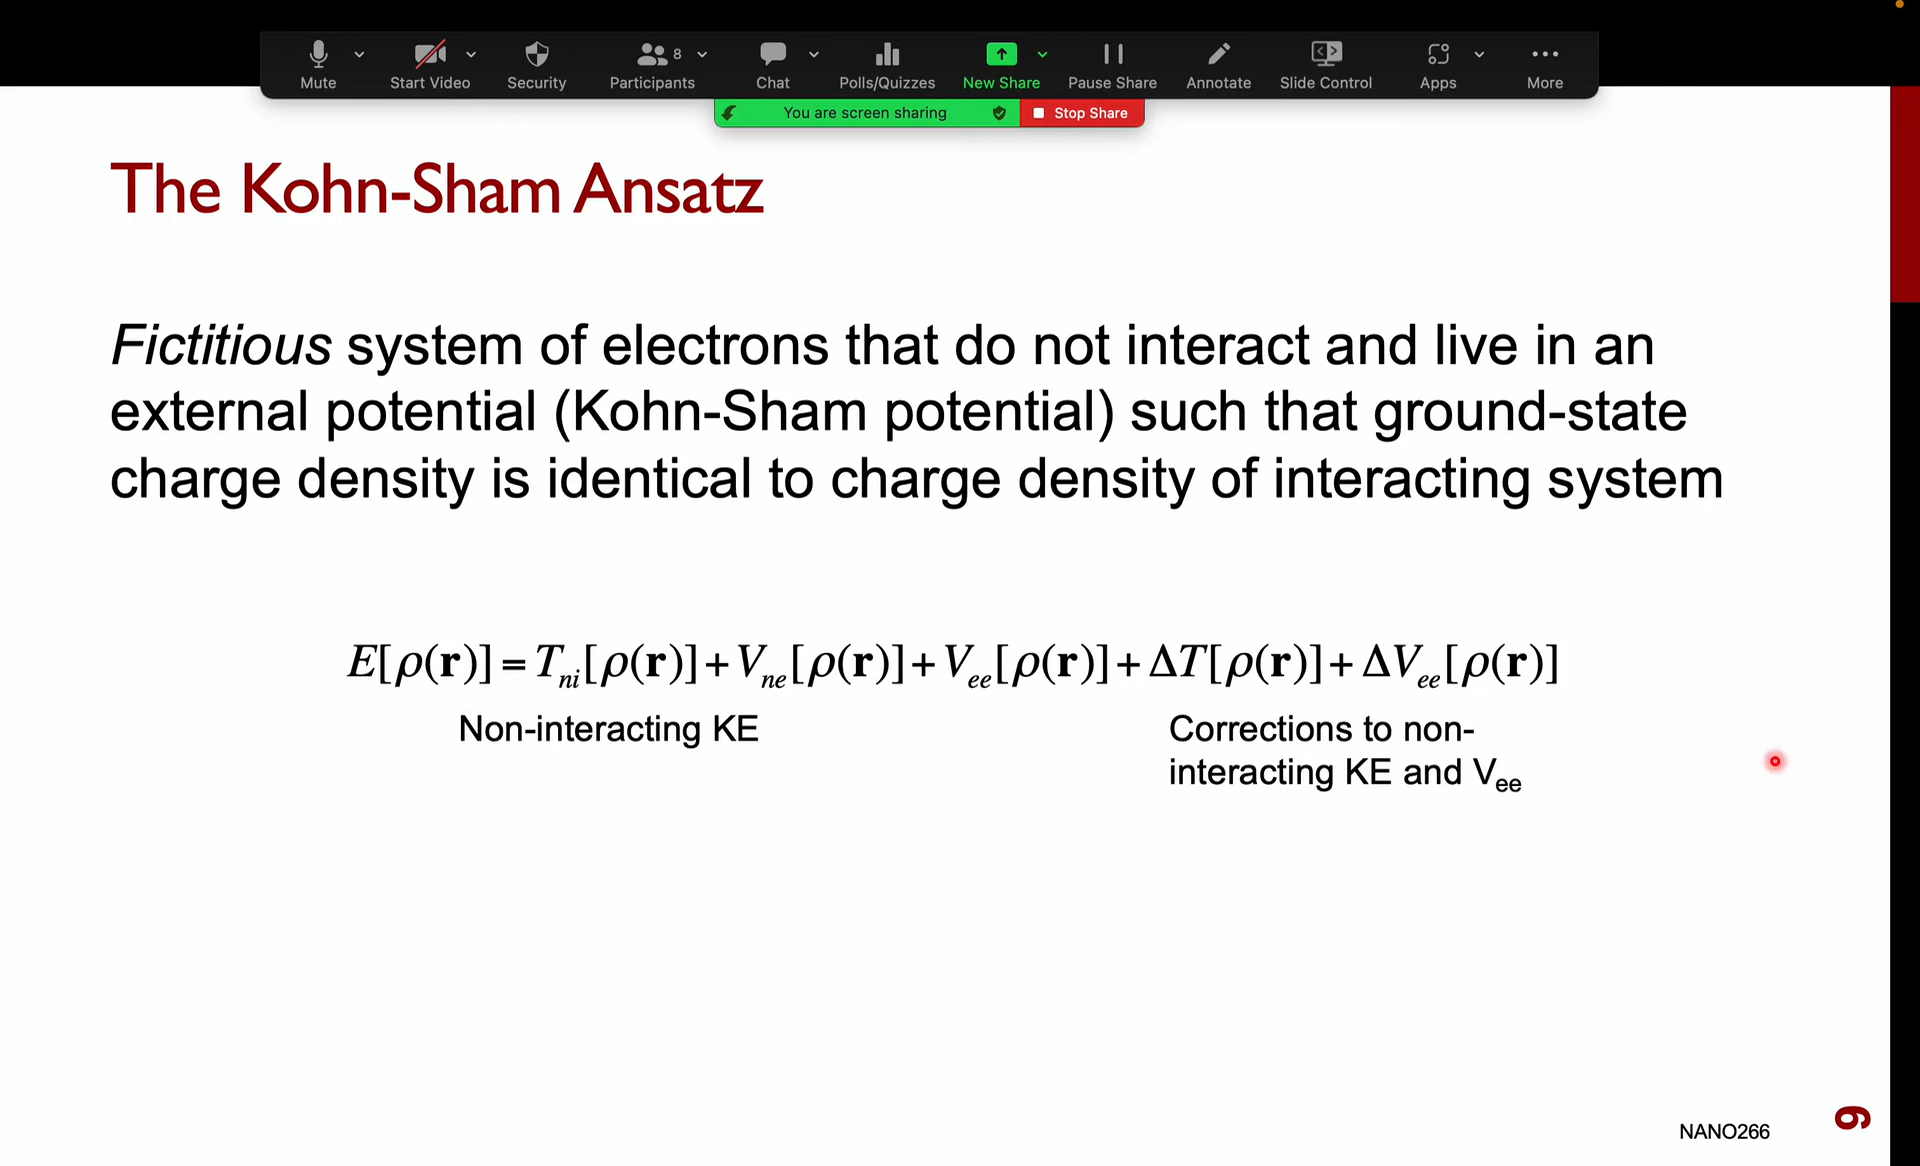 Mute
Start Video
Security
Participants
8
Chat
Polls/Quizzes
New Share
Pause Share
Annotate
Slide Control
Apps
More
You are screen sharing
Stop Share
The Kohn-Sham Ansatz
Fictitious system of electrons that do not interact and live in an
external potential (Kohn-Sham potential) such that ground-state
charge density is identical to charge density of interacting system
E[ρ(r)] = T_ni[ρ(r)] + V_ne[ρ(r)] + V_ee[ρ(r)] + ΔT[ρ(r)] + ΔV_ee[ρ(r)]
Non-interacting KE
Corrections to non-
interacting KE and V_ee
NANO266
9